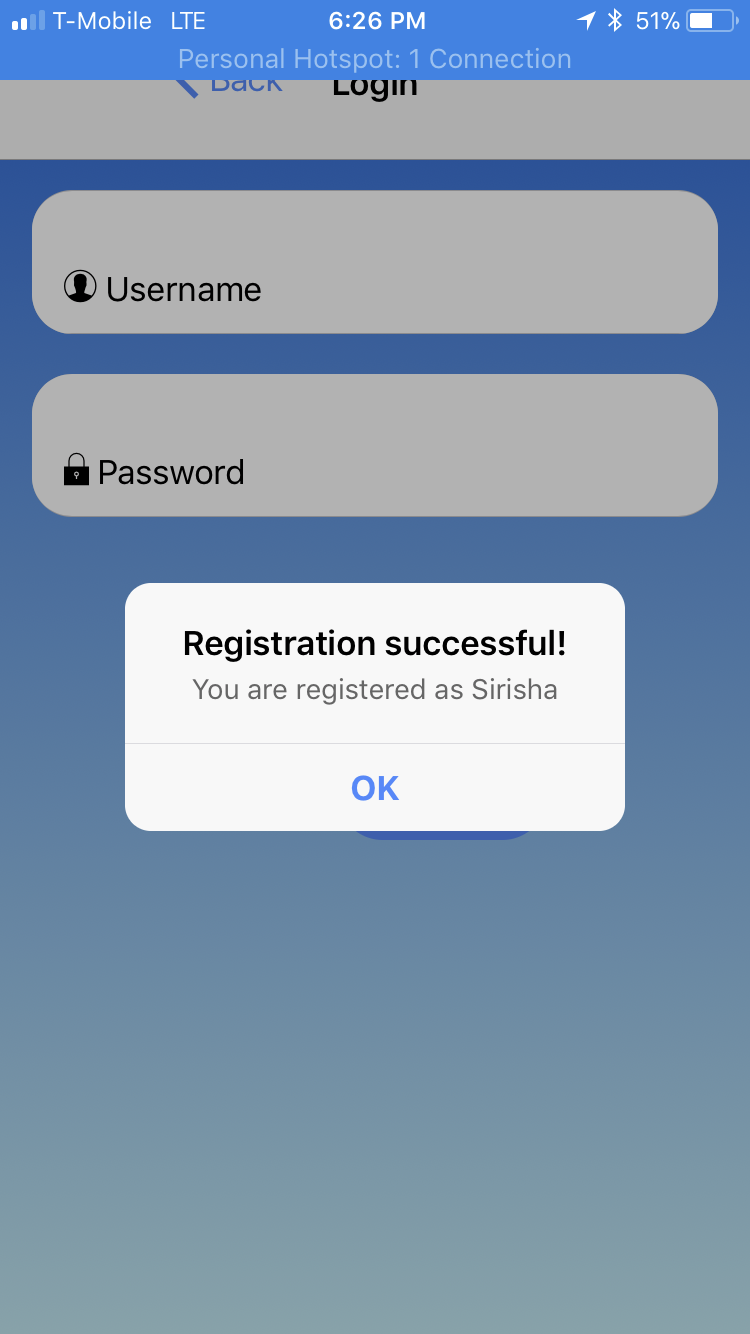 T-Mobile LTE 6:26 PM 51%
Personal Hotspot: 1 Connection
Back Login
Username
Password
Registration successful!
You are registered as Sirisha
OK